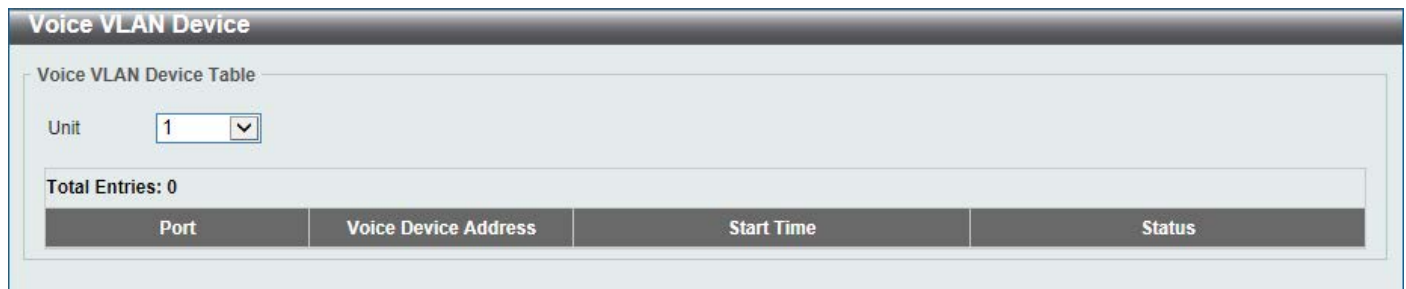 Voice VLAN Device
Voice VLAN Device Table
Unit 1
Total Entries: 0
Port Voice Device Address Start Time Status